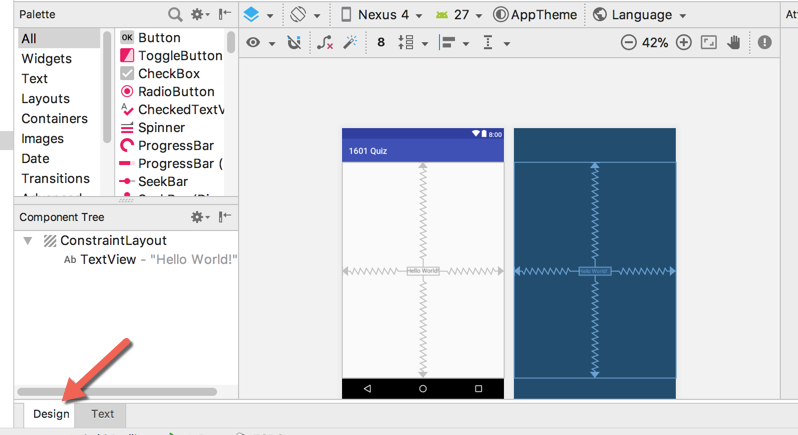 Palette
Nexus 4
27
AppTheme
Language
At
All
Widgets
Text
Layouts
Containers
Images
Date
Transitions
OK Button
ToggleButton
CheckBox
RadioButton
CheckedTextV
Spinner
ProgressBar
ProgressBar (
SeekBar
8
42%
8:00
1601 Quiz
Hello World!
Hello World!
Component Tree
ConstraintLayout
Ab TextView - "Hello World!"
Design
Text